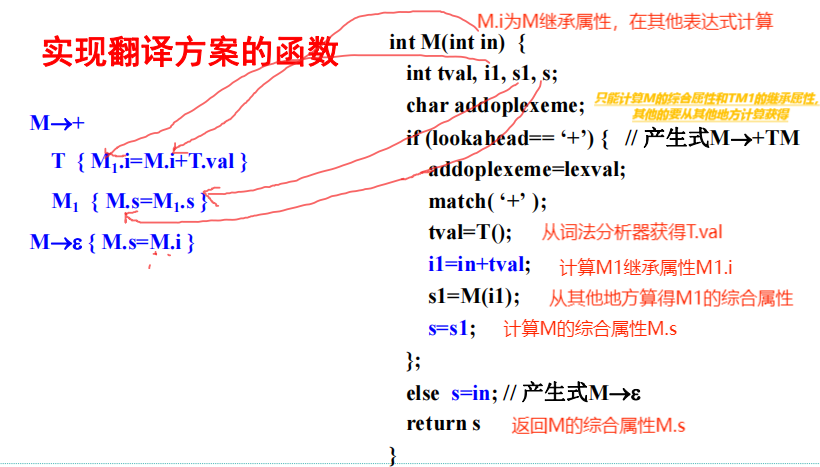 实现翻译方案的函数
M→+
T { M₁.i=M.i+T.val }
M₁ { M.s=M₁.s }
M→ε { M.s=M.i }
M.i为M继承属性，在其他表达式计算
int M(int in) {
int tval, i1, s1, s;
char addoplexeme;
只能计算M的综合属性和TM1的继承属性,
其他的要从其他地方计算获得
if (lookahead== ‘+’) { // 产生式M→+TM
addoplexeme=lexval;
match( ‘+’ );
tval=T(); 从词法分析器获得T.val
i1=in+tval; 计算M1继承属性M1.i
s1=M(i1); 从其他地方算得M1的综合属性
s=s1; 计算M的综合属性M.s
};
else s=in; // 产生式M→ε
return s 返回M的综合属性M.s
}